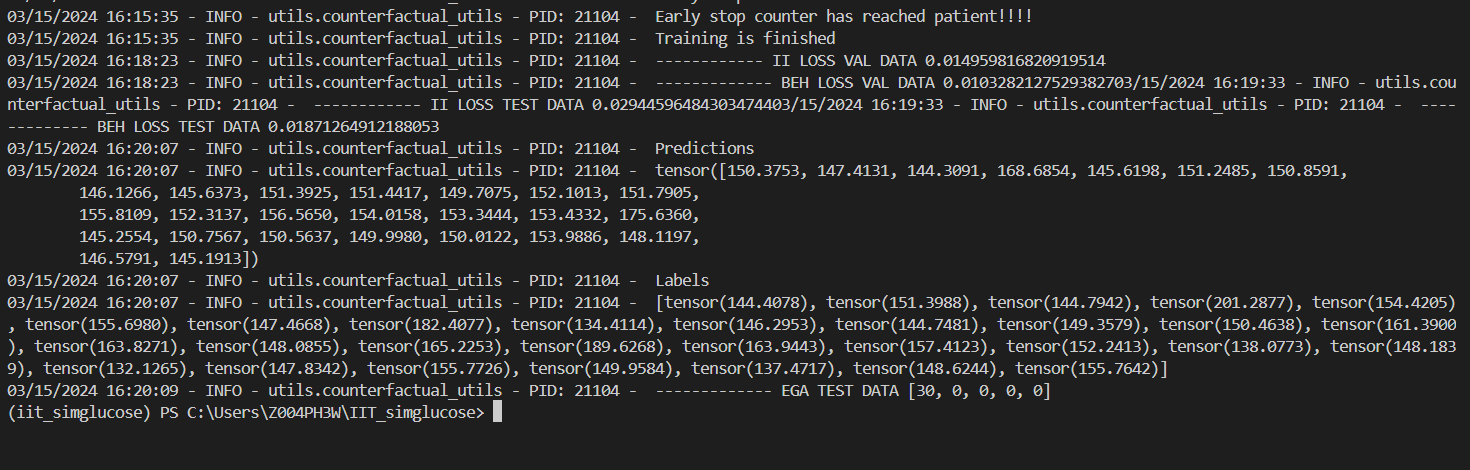 03/15/2024 16:15:35 - INFO - utils.counterfactual_utils - PID: 21104 -  Early stop counter has reached patient!!!!
03/15/2024 16:15:35 - INFO - utils.counterfactual_utils - PID: 21104 -  Training is finished
03/15/2024 16:18:23 - INFO - utils.counterfactual_utils - PID: 21104 -  ------------ II LOSS VAL DATA 0.014959816820919514
03/15/2024 16:18:23 - INFO - utils.counterfactual_utils - PID: 21104 -  ------------- BEH LOSS VAL DATA 0.0103282127529382703/15/2024 16:19:33 - INFO - utils.cou
nterfactual_utils - PID: 21104 -  ------------ II LOSS TEST DATA 0.02944596484303474403/15/2024 16:19:33 - INFO - utils.counterfactual_utils - PID: 21104 -  ----
--------- BEH LOSS TEST DATA 0.01871264912188053
03/15/2024 16:20:07 - INFO - utils.counterfactual_utils - PID: 21104 -  Predictions
03/15/2024 16:20:07 - INFO - utils.counterfactual_utils - PID: 21104 -  tensor([150.3753, 147.4131, 144.3091, 168.6854, 145.6198, 151.2485, 150.8591,
146.1266, 145.6373, 151.3925, 151.4417, 149.7075, 152.1013, 151.7905,
155.8109, 152.3137, 156.5650, 154.0158, 153.3444, 153.4332, 175.6360,
145.2554, 150.7567, 150.5637, 149.9980, 150.0122, 153.9886, 148.1197,
146.5791, 145.1913])
03/15/2024 16:20:07 - INFO - utils.counterfactual_utils - PID: 21104 -  Labels
03/15/2024 16:20:07 - INFO - utils.counterfactual_utils - PID: 21104 -  [tensor(144.4078), tensor(151.3988), tensor(144.7942), tensor(201.2877), tensor(154.4205)
, tensor(155.6980), tensor(147.4668), tensor(182.4077), tensor(134.4114), tensor(146.2953), tensor(144.7481), tensor(149.3579), tensor(150.4638), tensor(161.3900
), tensor(163.8271), tensor(148.0855), tensor(165.2253), tensor(189.6268), tensor(163.9443), tensor(157.4123), tensor(152.2413), tensor(138.0773), tensor(148.183
9), tensor(132.1265), tensor(147.8342), tensor(155.7726), tensor(149.9584), tensor(137.4717), tensor(148.6244), tensor(155.7642)]
03/15/2024 16:20:09 - INFO - utils.counterfactual_utils - PID: 21104 -  ------------- EGA TEST DATA [30, 0, 0, 0, 0]
(iit_simglucose) PS C:\Users\Z004PH3W\IIT_simglucose>